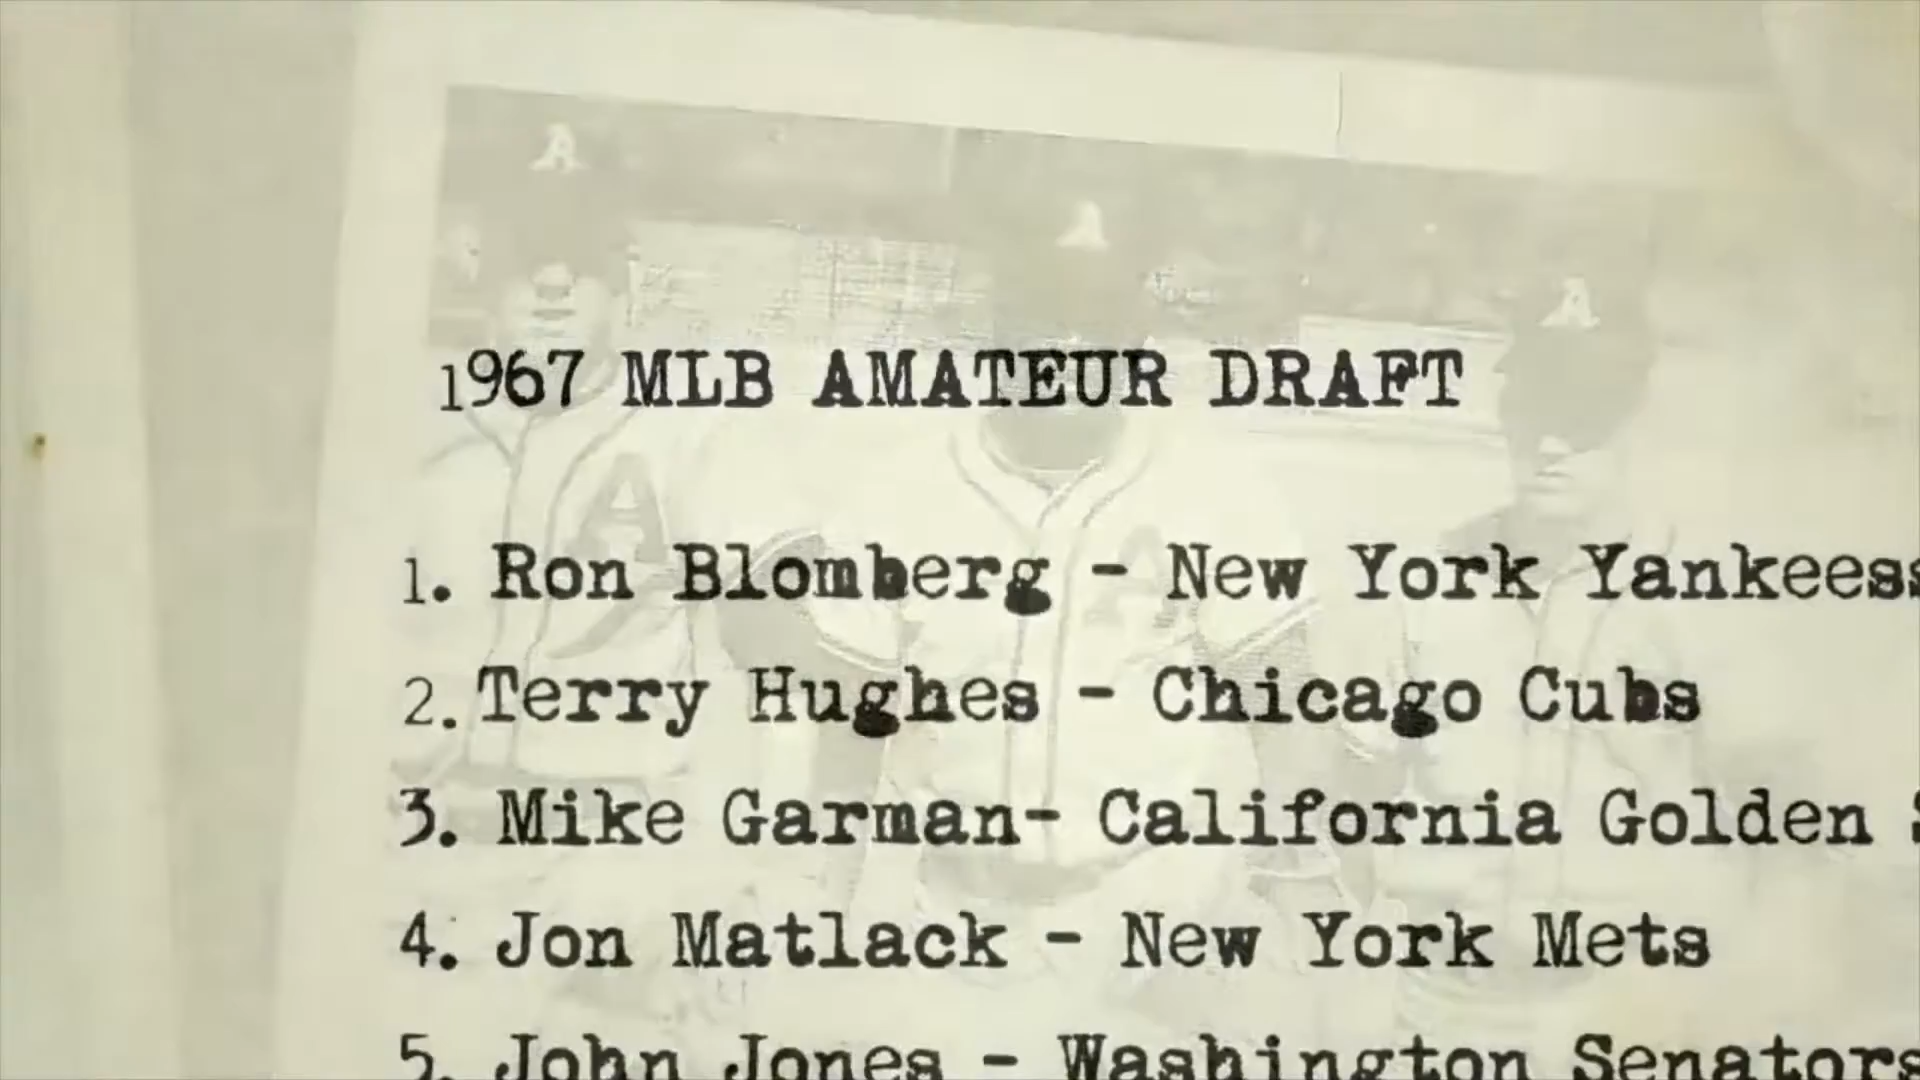 A
A
A
1967 MLB AMATEUR DRAFT
1. Ron Blomberg - New York Yankeess
2. Terry Hughes - Chicago Cubs
3. Mike Garman- California Golden S
4. Jon Matlack - New York Mets
5. John Jones - Washington Senators